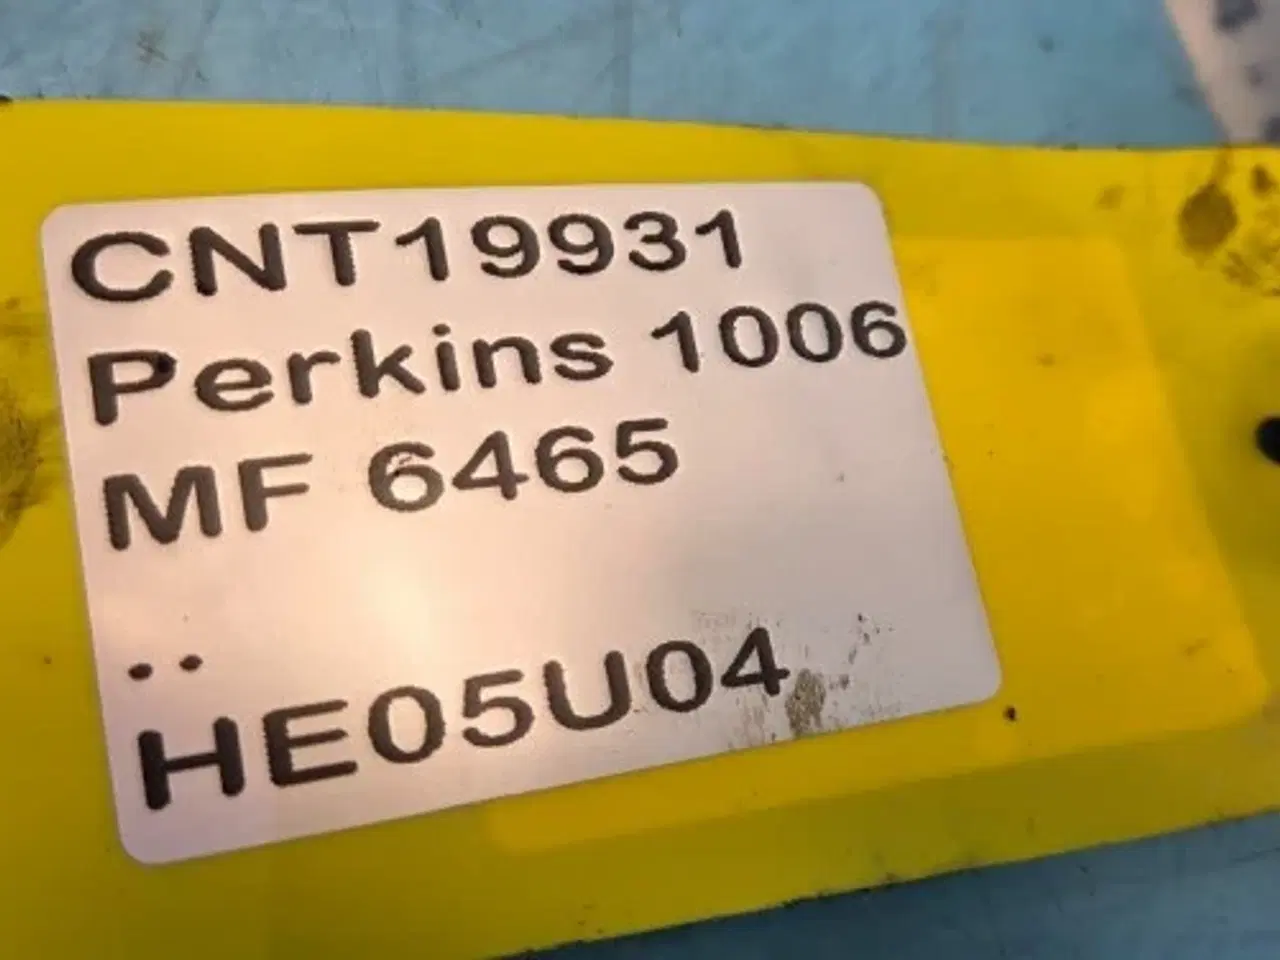 CNT19931
Perkins 1006
MF 6465
..
HE05U04